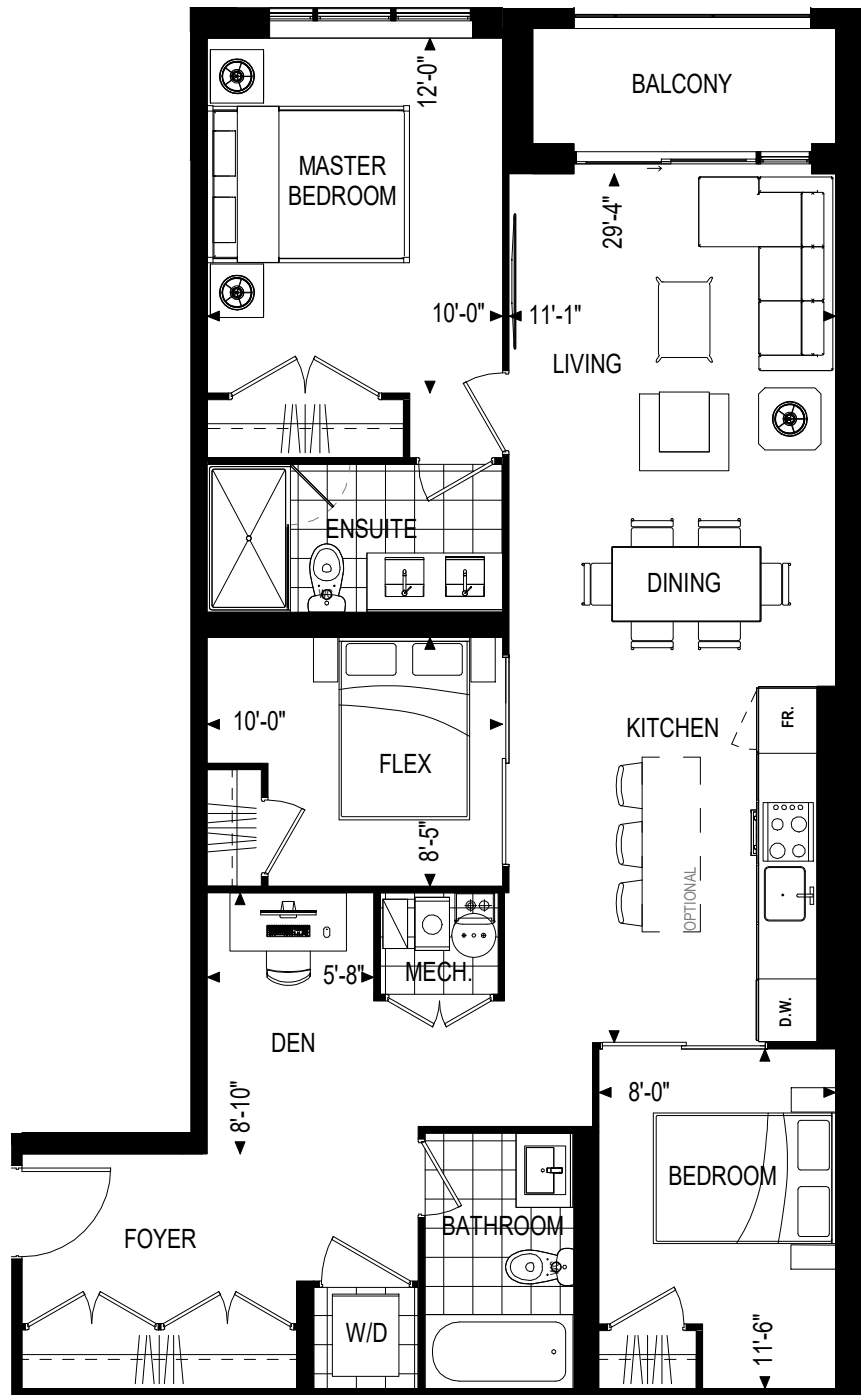 12'-0"
BALCONY
MASTER
BEDROOM
29'-4"
10'-0"
11'-1"
LIVING
ENSUITE
DINING
10'-0"
KITCHEN
FR.
FLEX
8'-5"
OPTIONAL
5'-8"
MECH.
D.W.
DEN
8'-10"
8'-0"
BEDROOM
FOYER
BATHROOM
W/D
11'-6"